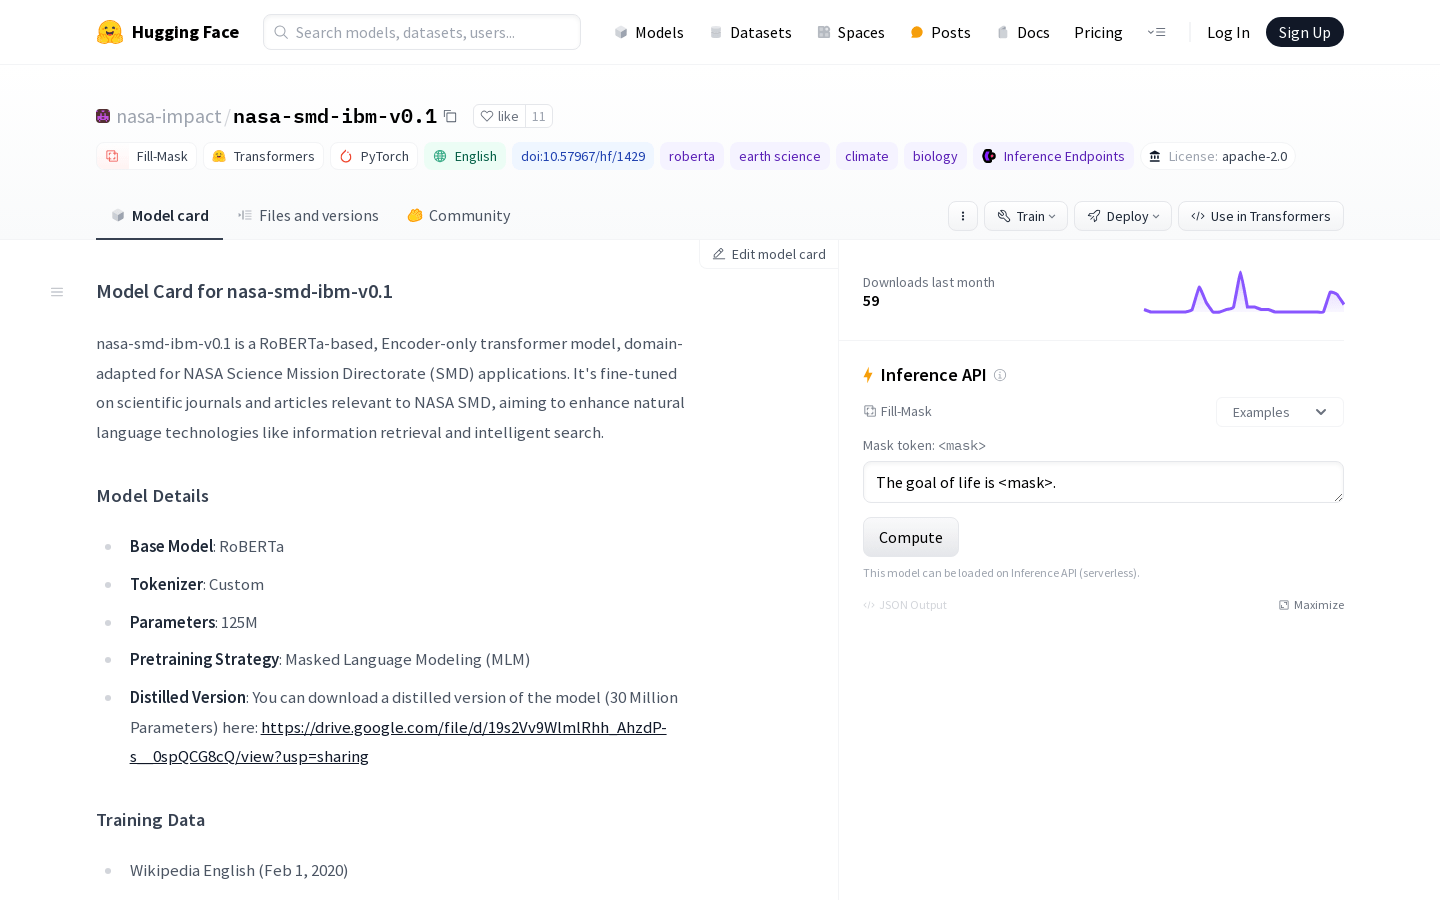 Hugging Face
Search models, datasets, users...
Models
Datasets
Spaces
Posts
Docs
Pricing
Log In
Sign Up
nasa-impact/nasa-smd-ibm-v0.1
like 11
Fill-Mask
Transformers
PyTorch
English
doi:10.57967/hf/1429
roberta
earth science
climate
biology
Inference Endpoints
License: apache-2.0
Model card
Files and versions
Community
Train
Deploy
Use in Transformers
Edit model card
Model Card for nasa-smd-ibm-v0.1
nasa-smd-ibm-v0.1 is a RoBERTa-based, Encoder-only transformer model, domain-
adapted for NASA Science Mission Directorate (SMD) applications. It's fine-tuned
on scientific journals and articles relevant to NASA SMD, aiming to enhance natural
language technologies like information retrieval and intelligent search.
Model Details
Base Model: RoBERTa
Tokenizer: Custom
Parameters: 125M
Pretraining Strategy: Masked Language Modeling (MLM)
Distilled Version: You can download a distilled version of the model (30 Million
Parameters) here: https://drive.google.com/file/d/19s2Vv9WlmlRhh_AhzdP-
s__0spQCG8cQ/view?usp=sharing
Training Data
Wikipedia English (Feb 1, 2020)
Downloads last month
59
Inference API
Fill-Mask
Examples
Mask token: <mask>
The goal of life is <mask>.
Compute
This model can be loaded on Inference API (serverless).
JSON Output
Maximize